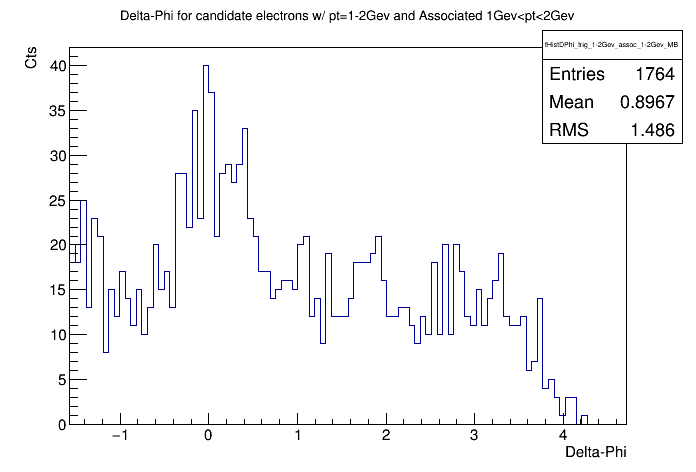 Delta-Phi for candidate electrons w/ pt=1-2Gev and Associated 1Gev<pt<2Gev
fHistDPhi_trig_1-2Gev_assoc_1-2Gev_MB
Entries 1764
Mean 0.8967
RMS 1.486
Cts
40
35
30
25
20
15
10
5
0
−1 0 1 2 3 4
Delta-Phi